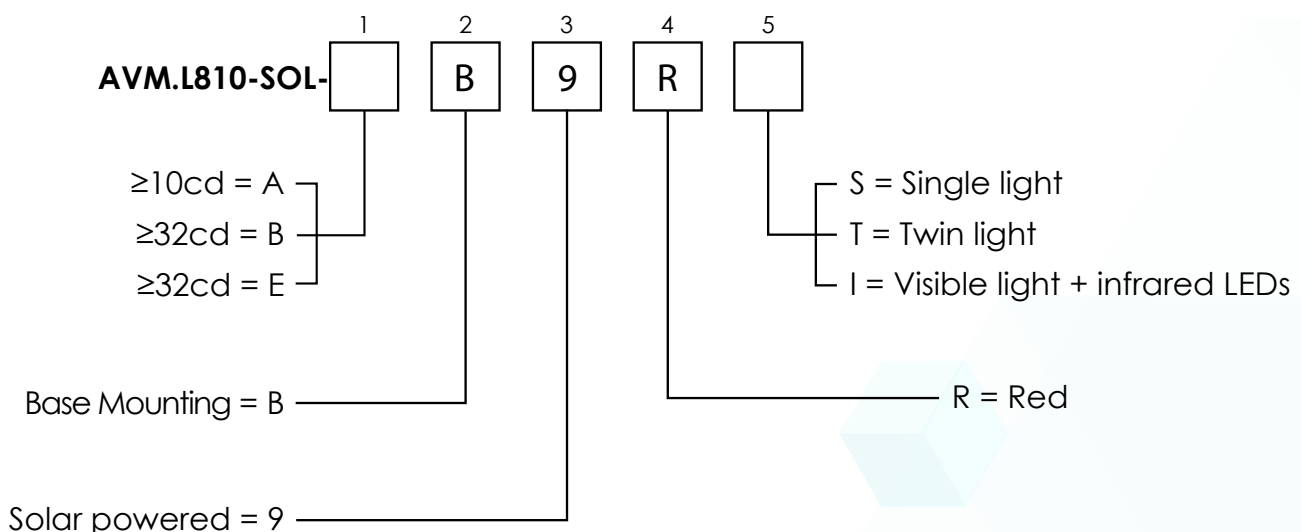 1 2 3 4 5
AVM.L810-SOL- B 9 R
≥10cd = A
≥32cd = B
≥32cd = E
S = Single light
T = Twin light
I = Visible light + infrared LEDs
Base Mounting = B
R = Red
Solar powered = 9